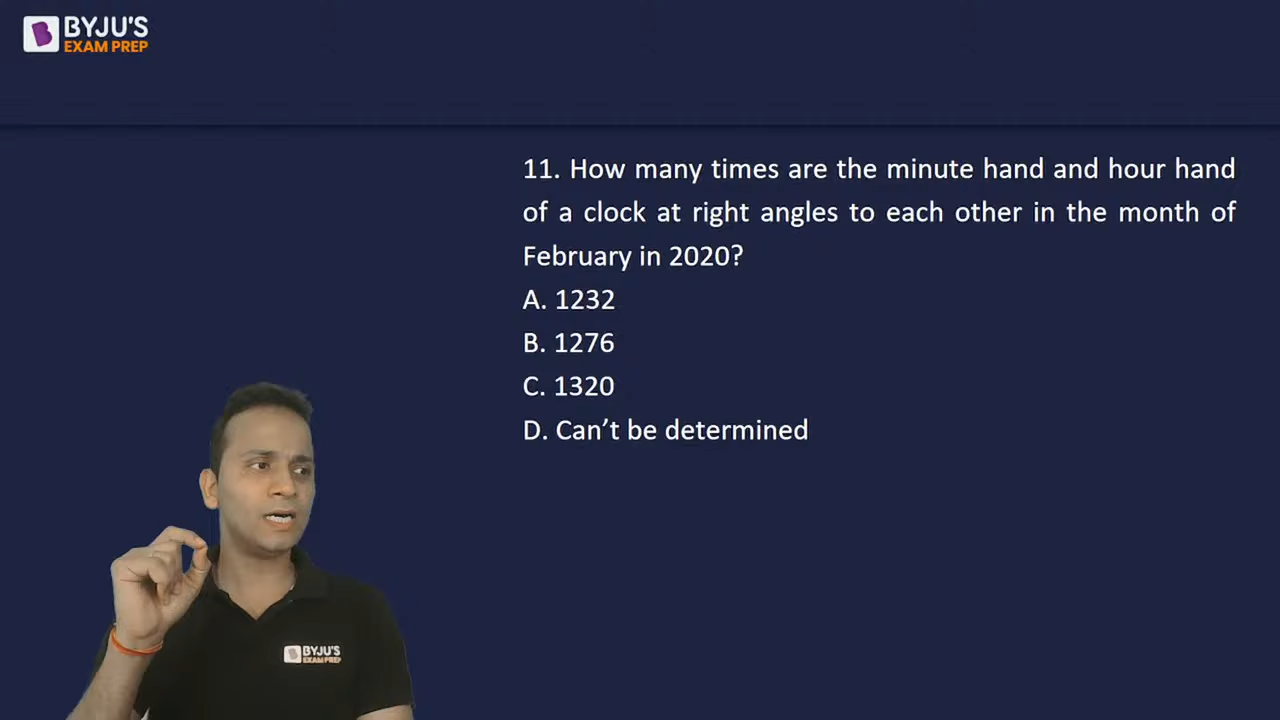 BYJU'S
EXAM PREP
11. How many times are the minute hand and hour hand
of a clock at right angles to each other in the month of
February in 2020?
A. 1232
B. 1276
C. 1320
D. Can't be determined
BYJU'S
EXAM PREP